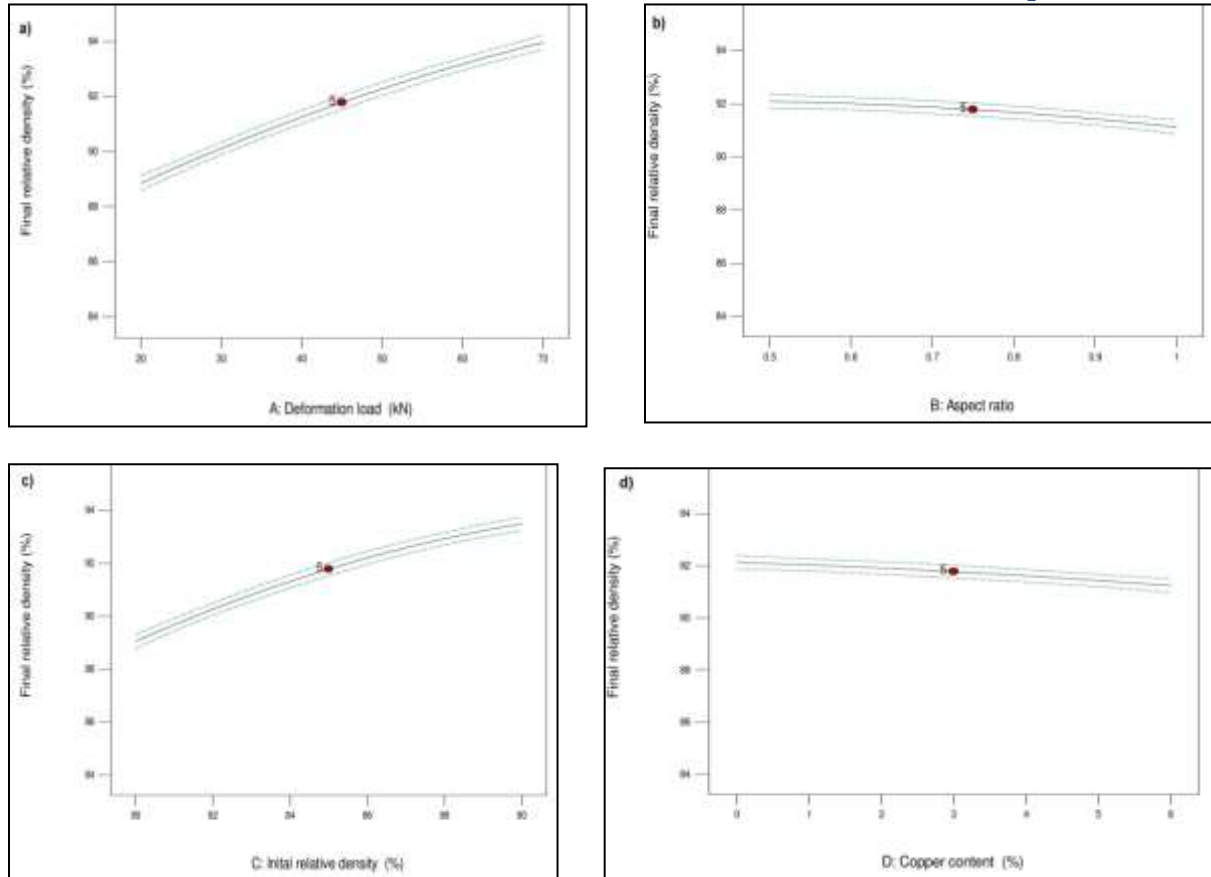 a)
94
92
90
88
86
84
Final relative density (%)
5
20 30 40 50 60 70
A: Deformation load (kN)
b)
94
92
90
88
86
84
Final relative density (%)
5
0.5 0.6 0.7 0.8 0.9 1
B: Aspect ratio
c)
94
92
90
88
86
84
Final relative density (%)
5
80 82 84 86 88 90
C: Inital relative density (%)
d)
94
92
90
88
86
84
Final relative density (%)
5
0 1 2 3 4 5 6
D: Copper content (%)